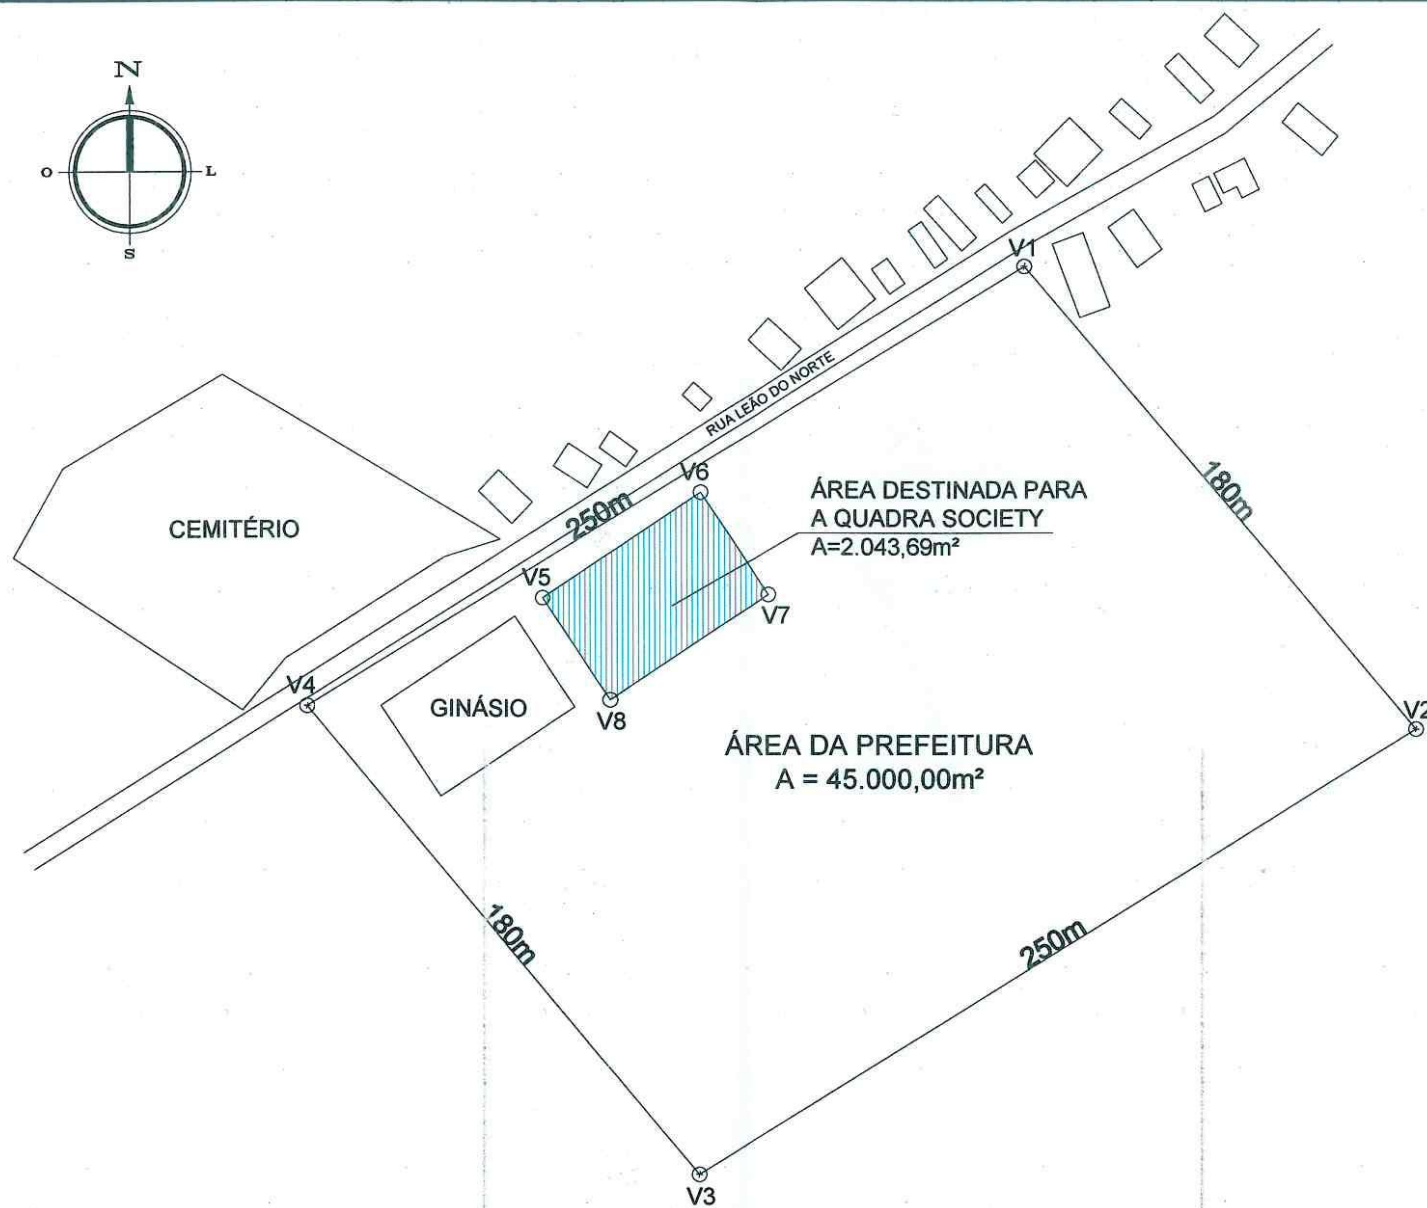 N
O
L
S
V1
RUA LEÃO DO NORTE
V6
180m
ÁREA DESTINADA PARA
A QUADRA SOCIETY
A=2.043,69m²
250m
CEMITÉRIO
V5
V7
V4
GINÁSIO
V8
V2
ÁREA DA PREFEITURA
A = 45.000,00m²
180m
250m
V3